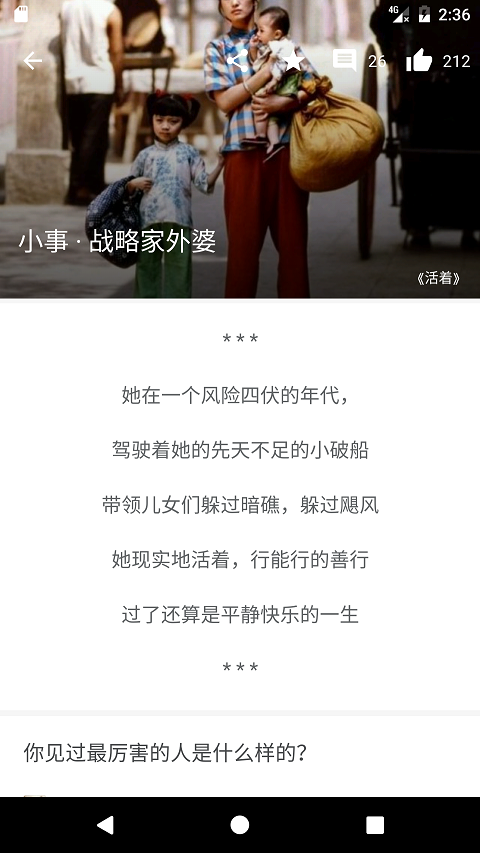 4G 2:36
26 212
小事 · 战略家外婆
《活着》
***
她在一个风险四伏的年代，
驾驶着她的先天不足的小破船
带领儿女们躲过暗礁，躲过飓风
她现实地活着，行能行的善行
过了还算是平静快乐的一生
***
你见过最厉害的人是什么样的？